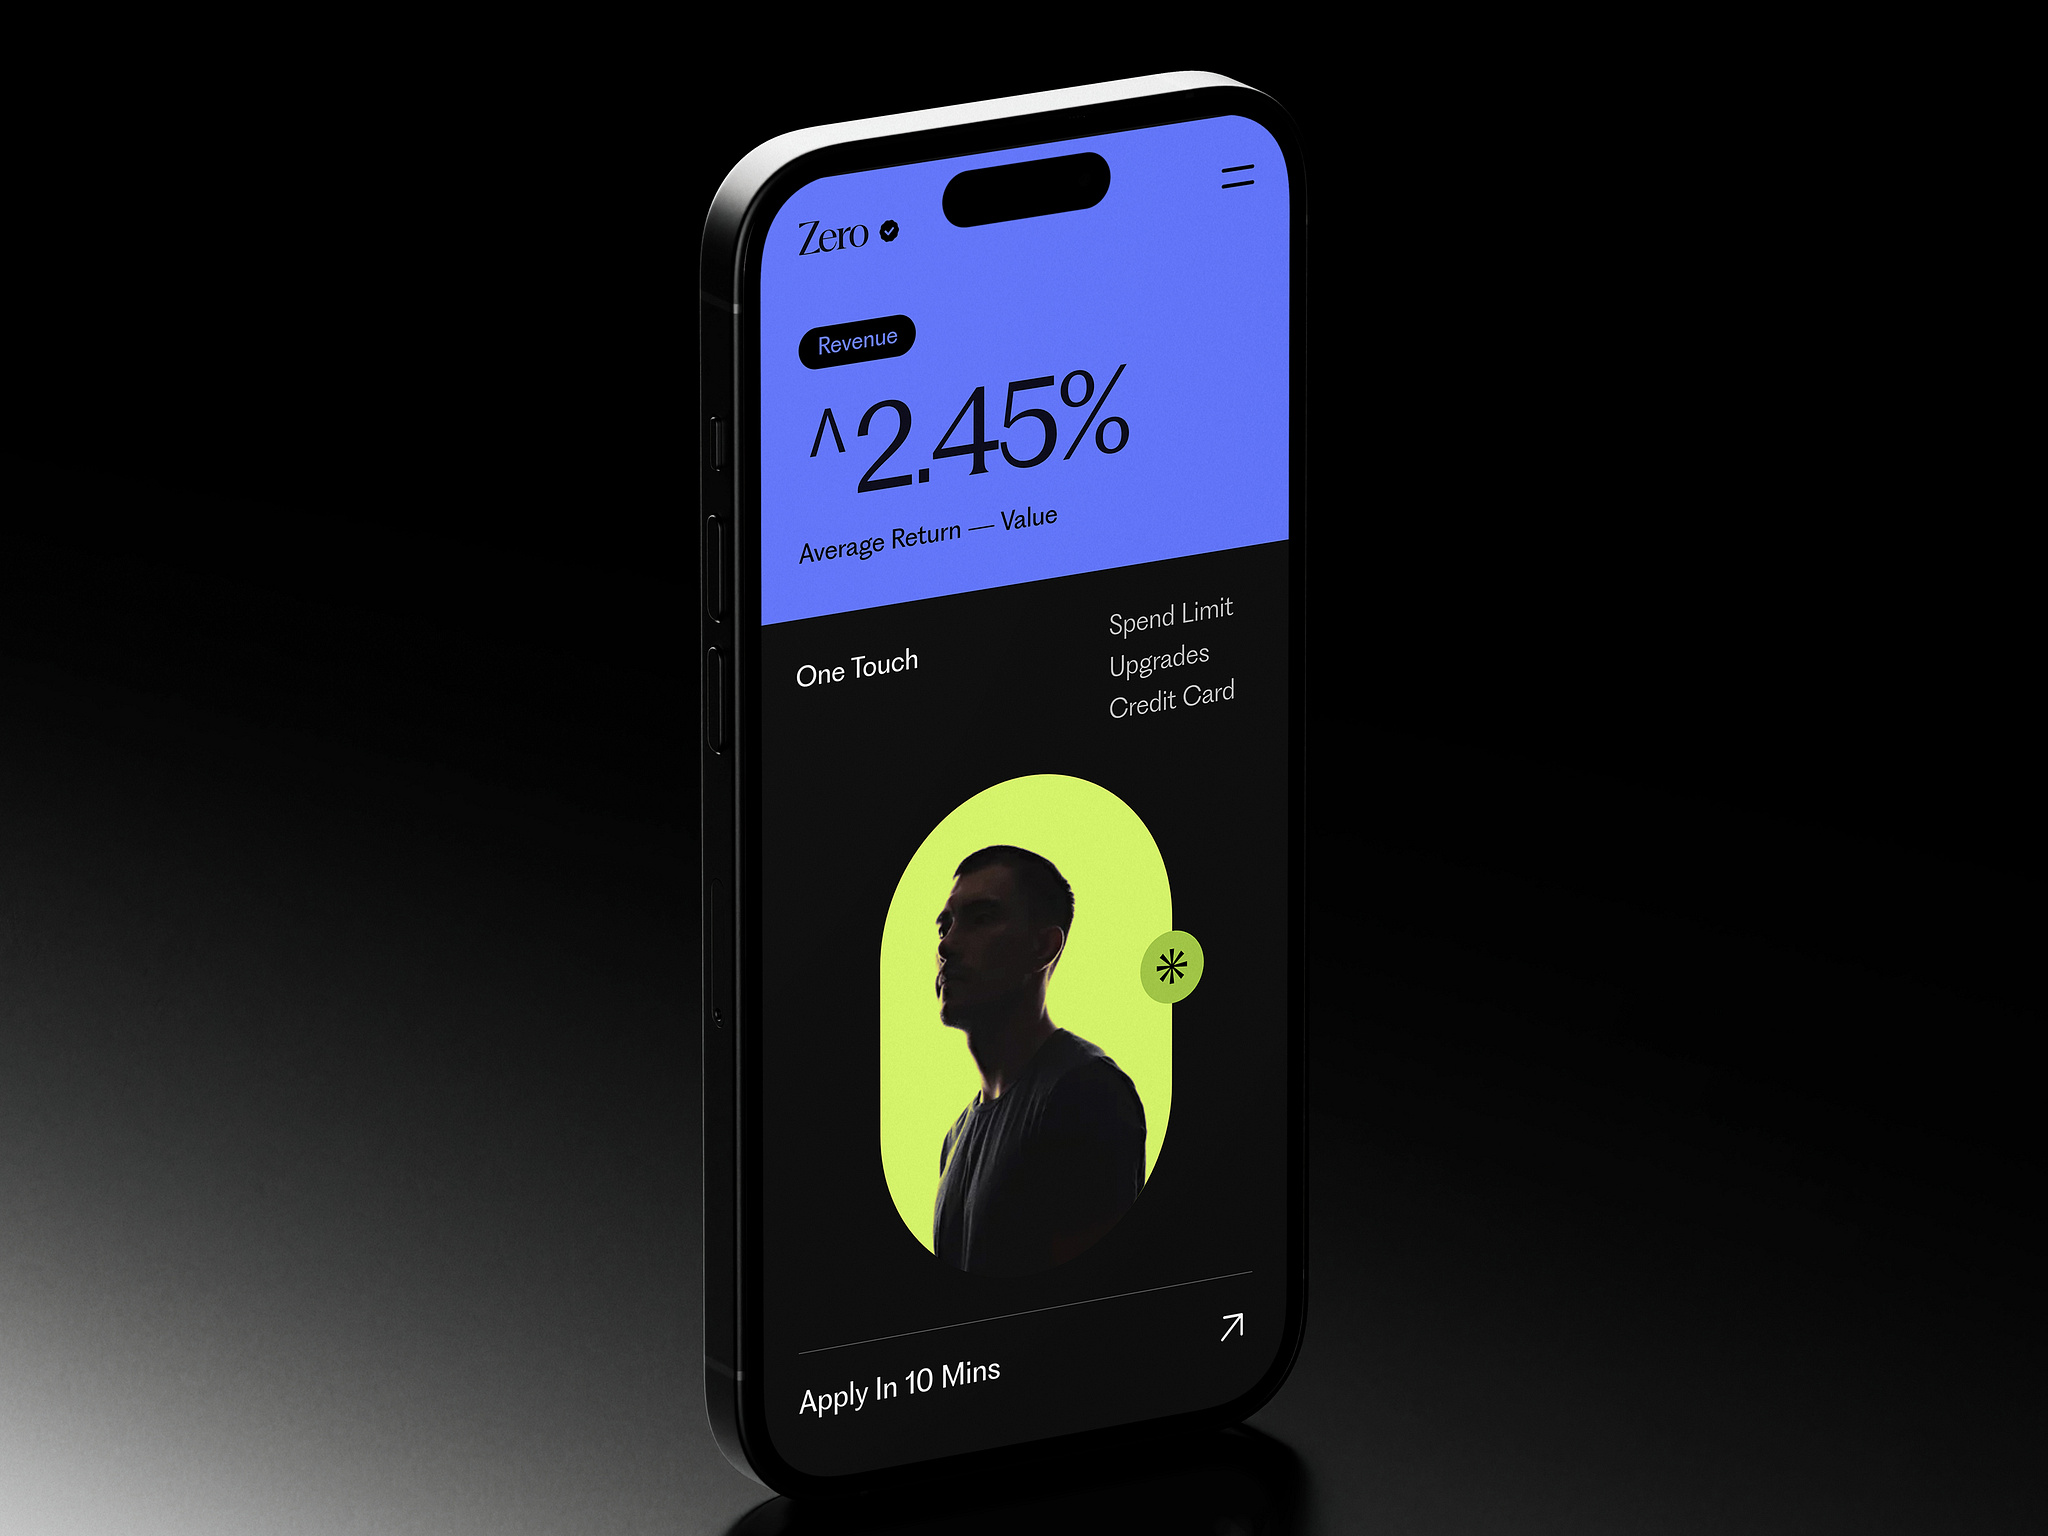 Zero
Revenue
^2.45%
Average Return — Value
One Touch
Spend Limit
Upgrades
Credit Card
Apply In 10 Mins